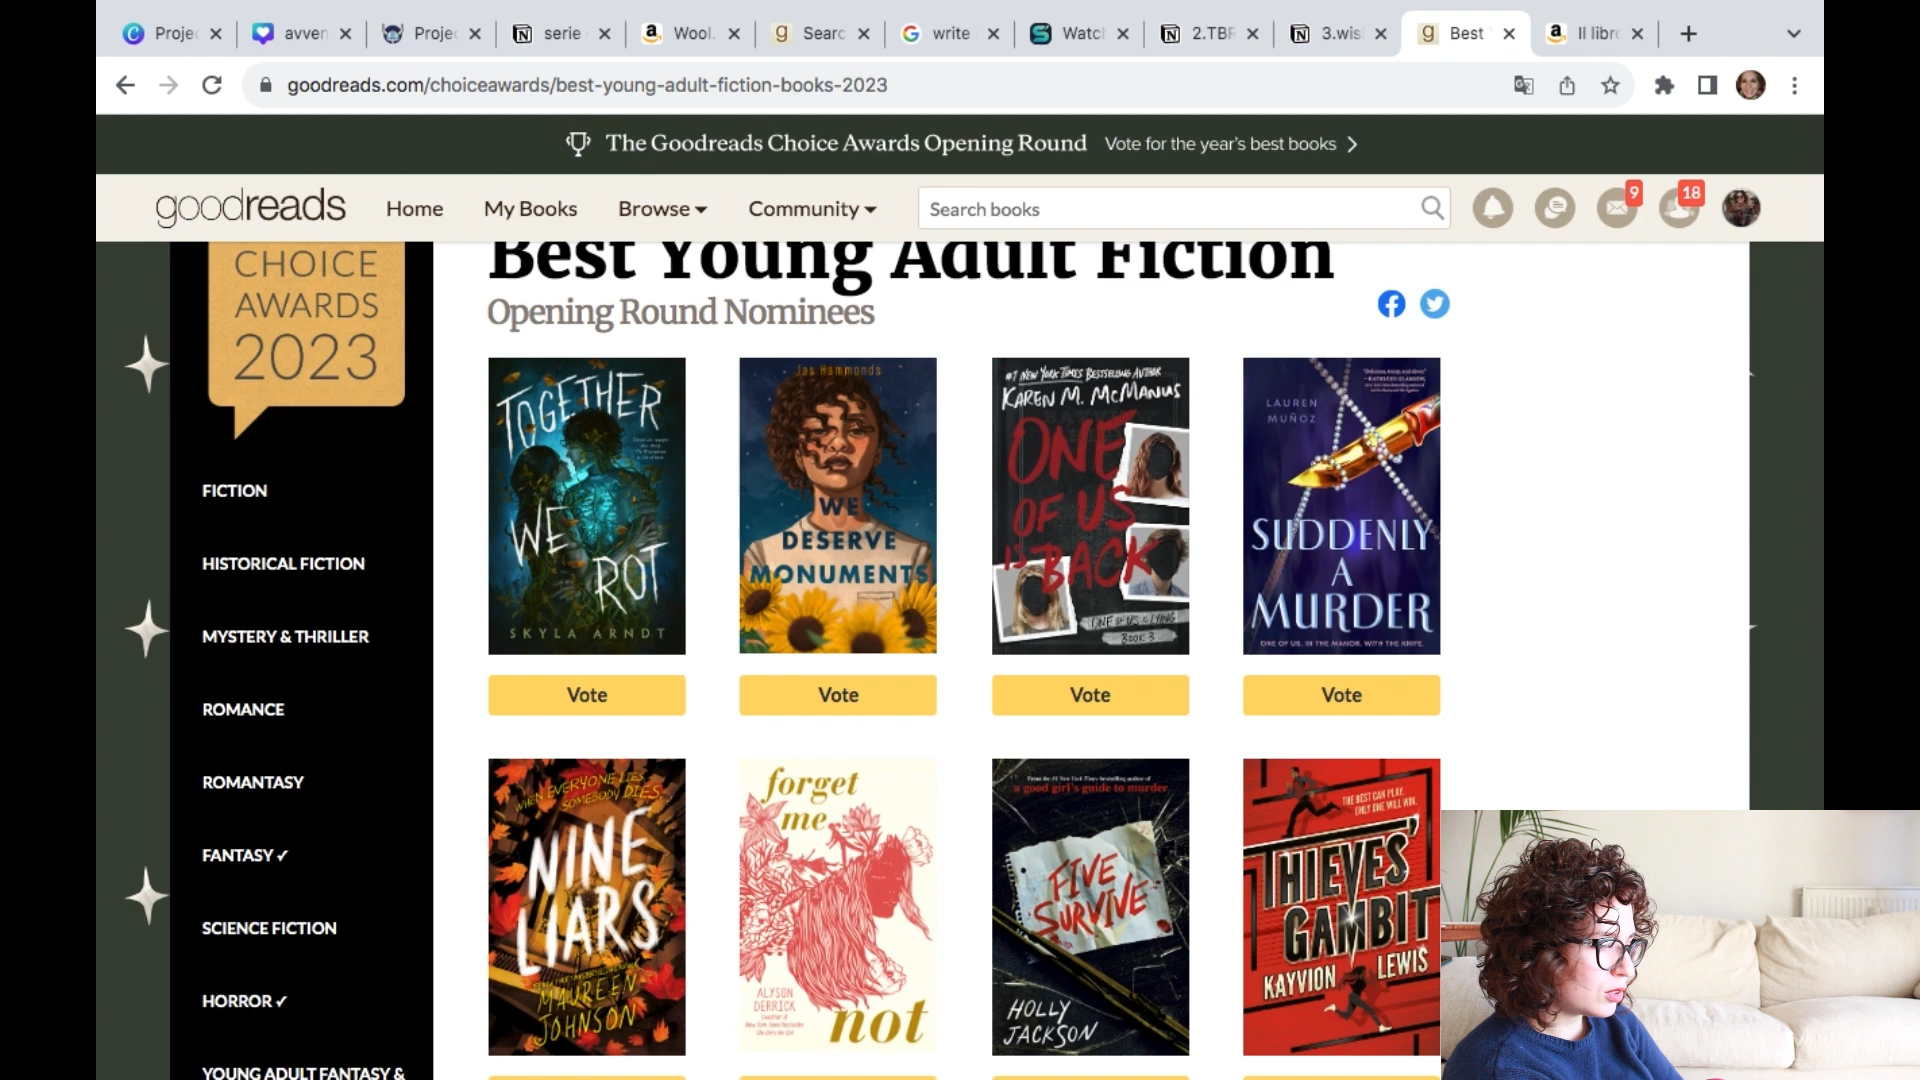 Proje
avven
Proje
serie
Wool.
Searc
write
Watcl
2.TBR
3.wis
Best
Il libro
goodreads.com/choiceawards/best-young-adult-fiction-books-2023
The Goodreads Choice Awards Opening Round Vote for the year's best books
goodreads Home My Books Browse Community Search books 9 18
CHOICE
AWARDS
2023
FICTION
HISTORICAL FICTION
MYSTERY & THRILLER
ROMANCE
ROMANTASY
FANTASY ✓
SCIENCE FICTION
HORROR ✓
YOUNG ADULT FANTASY &
Best Young Adult Fiction
Opening Round Nominees
TOGETHER
WE
ROT
SKYLA ARNDT
Vote
Jas Hammonds
WE
DESERVE
MONUMENTS
Vote
#1 NEW YORK TIMES BESTSELLING AUTHOR
KAREN M. McMANUS
ONE
OF US
IS BACK
ONE OF US IS LYING
BOOK 3
Vote
LAUREN
MUÑOZ
SUDDENLY
A
MURDER
ONE OF US. IN THE MANOR. WITH THE KNIFE.
Vote
WHEN EVERYONE LIES,
SOMEBODY DIES.
NINE
LIARS
MAUREEN
JOHNSON
forget
me
ALYSON
DERRICK
not
From the #1 New York Times bestselling author of
a good girl's guide to murder
FIVE
SURVIVE
HOLLY
JACKSON
THE BEST CAN PLAY.
ONLY ONE WILL WIN.
THIEVES'
GAMBIT
KAYVION LEWIS